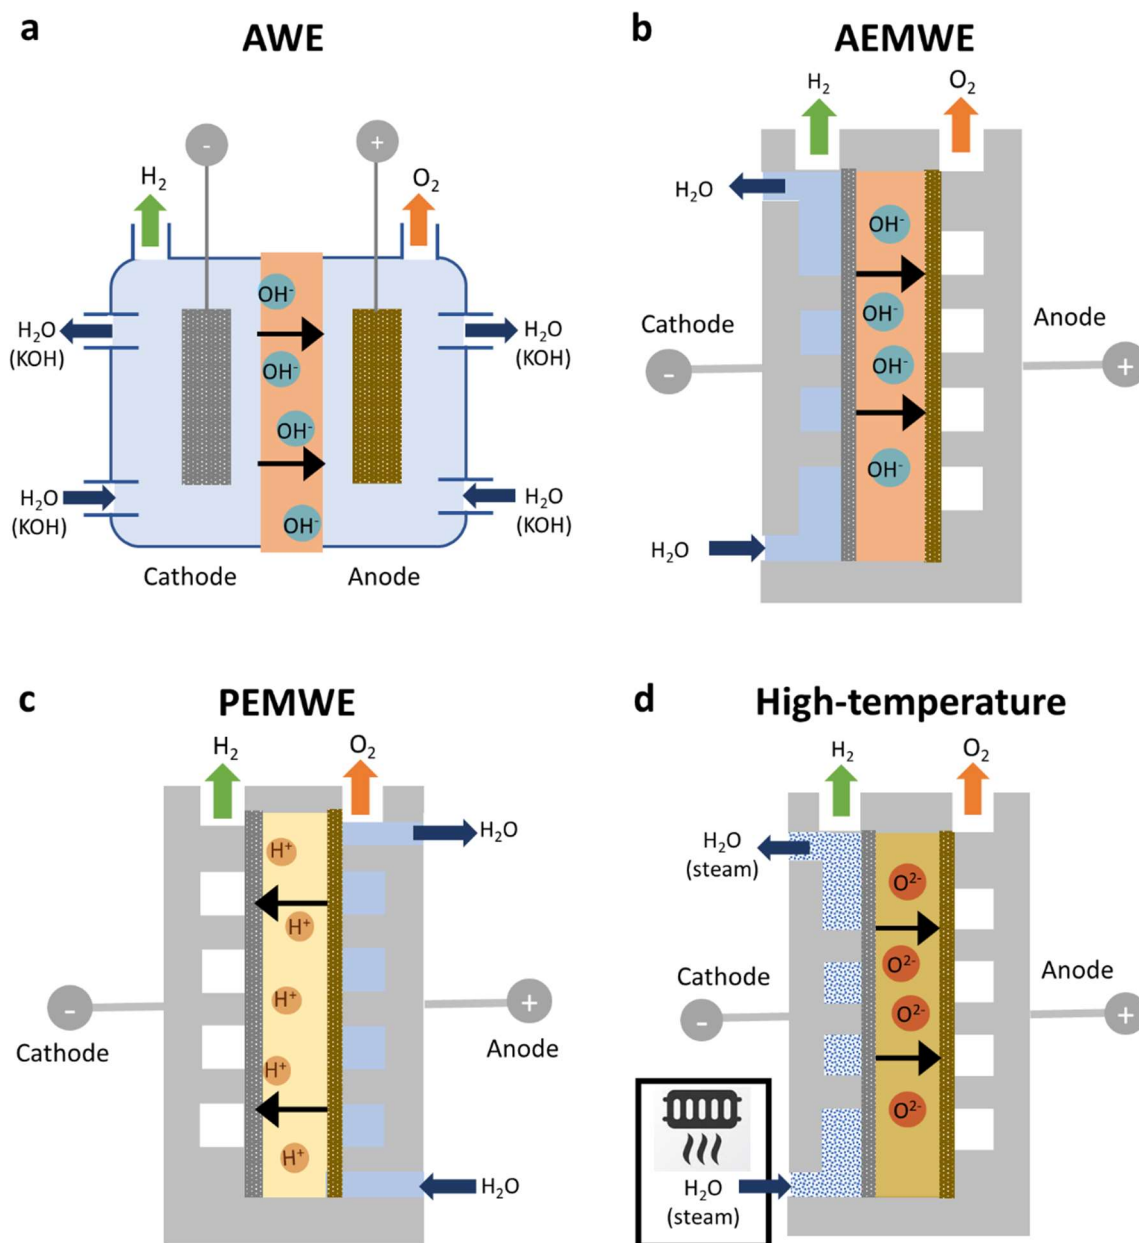 a
AWE
-
+
H₂
O₂
OH⁻
OH⁻
OH⁻
OH⁻
H₂O
(KOH)
H₂O
(KOH)
H₂O
(KOH)
H₂O
(KOH)
Cathode
Anode
b
AEMWE
H₂
O₂
H₂O
OH⁻
OH⁻
OH⁻
OH⁻
Cathode
Anode
-
+
H₂O
c
PEMWE
H₂
O₂
H₂O
H⁺
H⁺
H⁺
H⁺
H⁺
-
+
Cathode
Anode
H₂O
d
High-temperature
H₂
O₂
H₂O
(steam)
O²⁻
O²⁻
O²⁻
O²⁻
Cathode
Anode
-
+
H₂O
(steam)